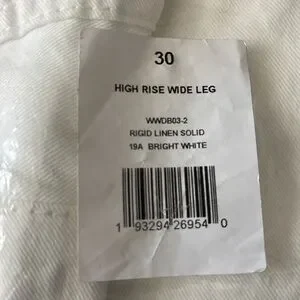 30
HIGH RISE WIDE LEG
WWDB03-2
RIGID LINEN SOLID
19A BRIGHT WHITE
1 93294 26954 0